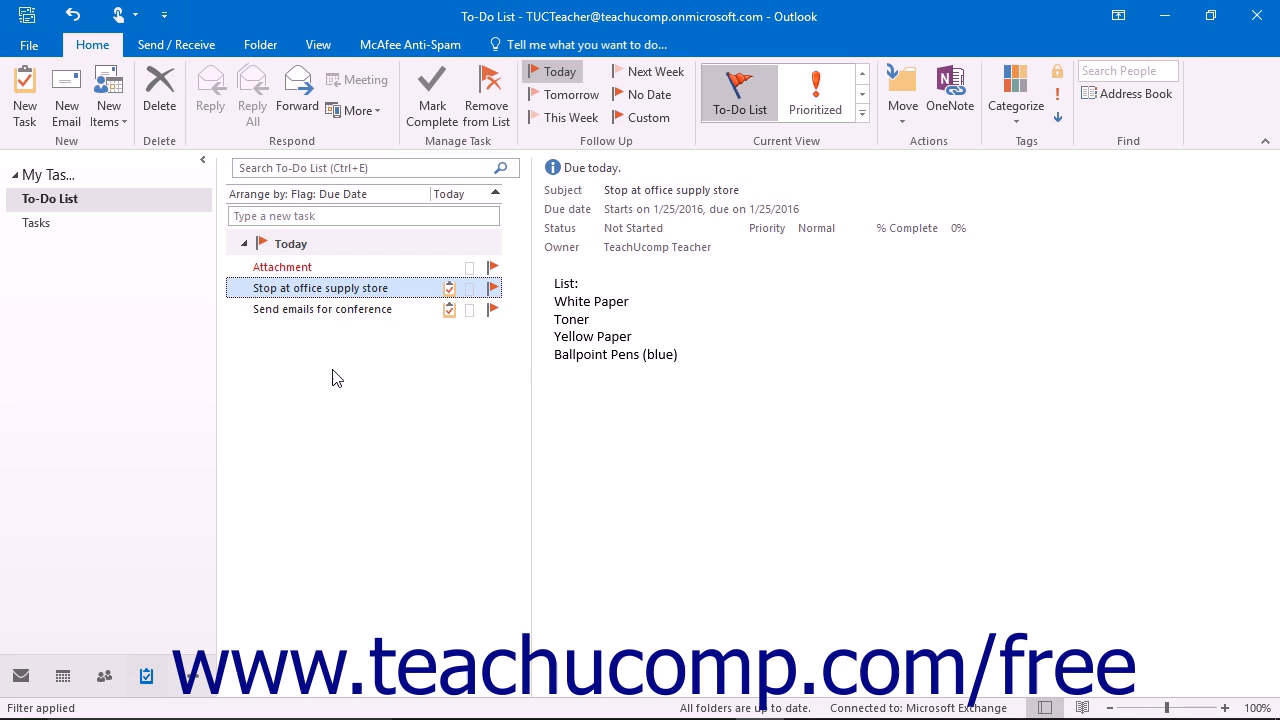 To-Do List - TUCTeacher@teachucomp.onmicrosoft.com - Outlook
File Home Send / Receive Folder View McAfee Anti-Spam Tell me what you want to do...
New Task
New Email
New Items
New
Delete
Delete
Reply
Reply All
Forward
Meeting
More
Respond
Mark Complete
Remove from List
Manage Task
Today
Tomorrow
This Week
Next Week
No Date
Custom
Follow Up
To-Do List
Prioritized
Current View
Move
OneNote
Actions
Categorize
Tags
Search People
Address Book
Find
My Tas...
To-Do List
Tasks
Search To-Do List (Ctrl+E)
Arrange by: Flag: Due Date Today
Type a new task
Today
Attachment
Stop at office supply store
Send emails for conference
Due today.
Subject Stop at office supply store
Due date Starts on 1/25/2016, due on 1/25/2016
Status Not Started Priority Normal % Complete 0%
Owner TeachUcomp Teacher
List:
White Paper
Toner
Yellow Paper
Ballpoint Pens (blue)
www.teachucomp.com/free
Filter applied
All folders are up to date. Connected to: Microsoft Exchange 100%